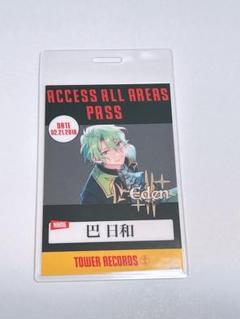 ACCESS ALL AREAS
PASS
DATE
02.21.2018
Eden
NAME
巴 日和
TOWER RECORDS